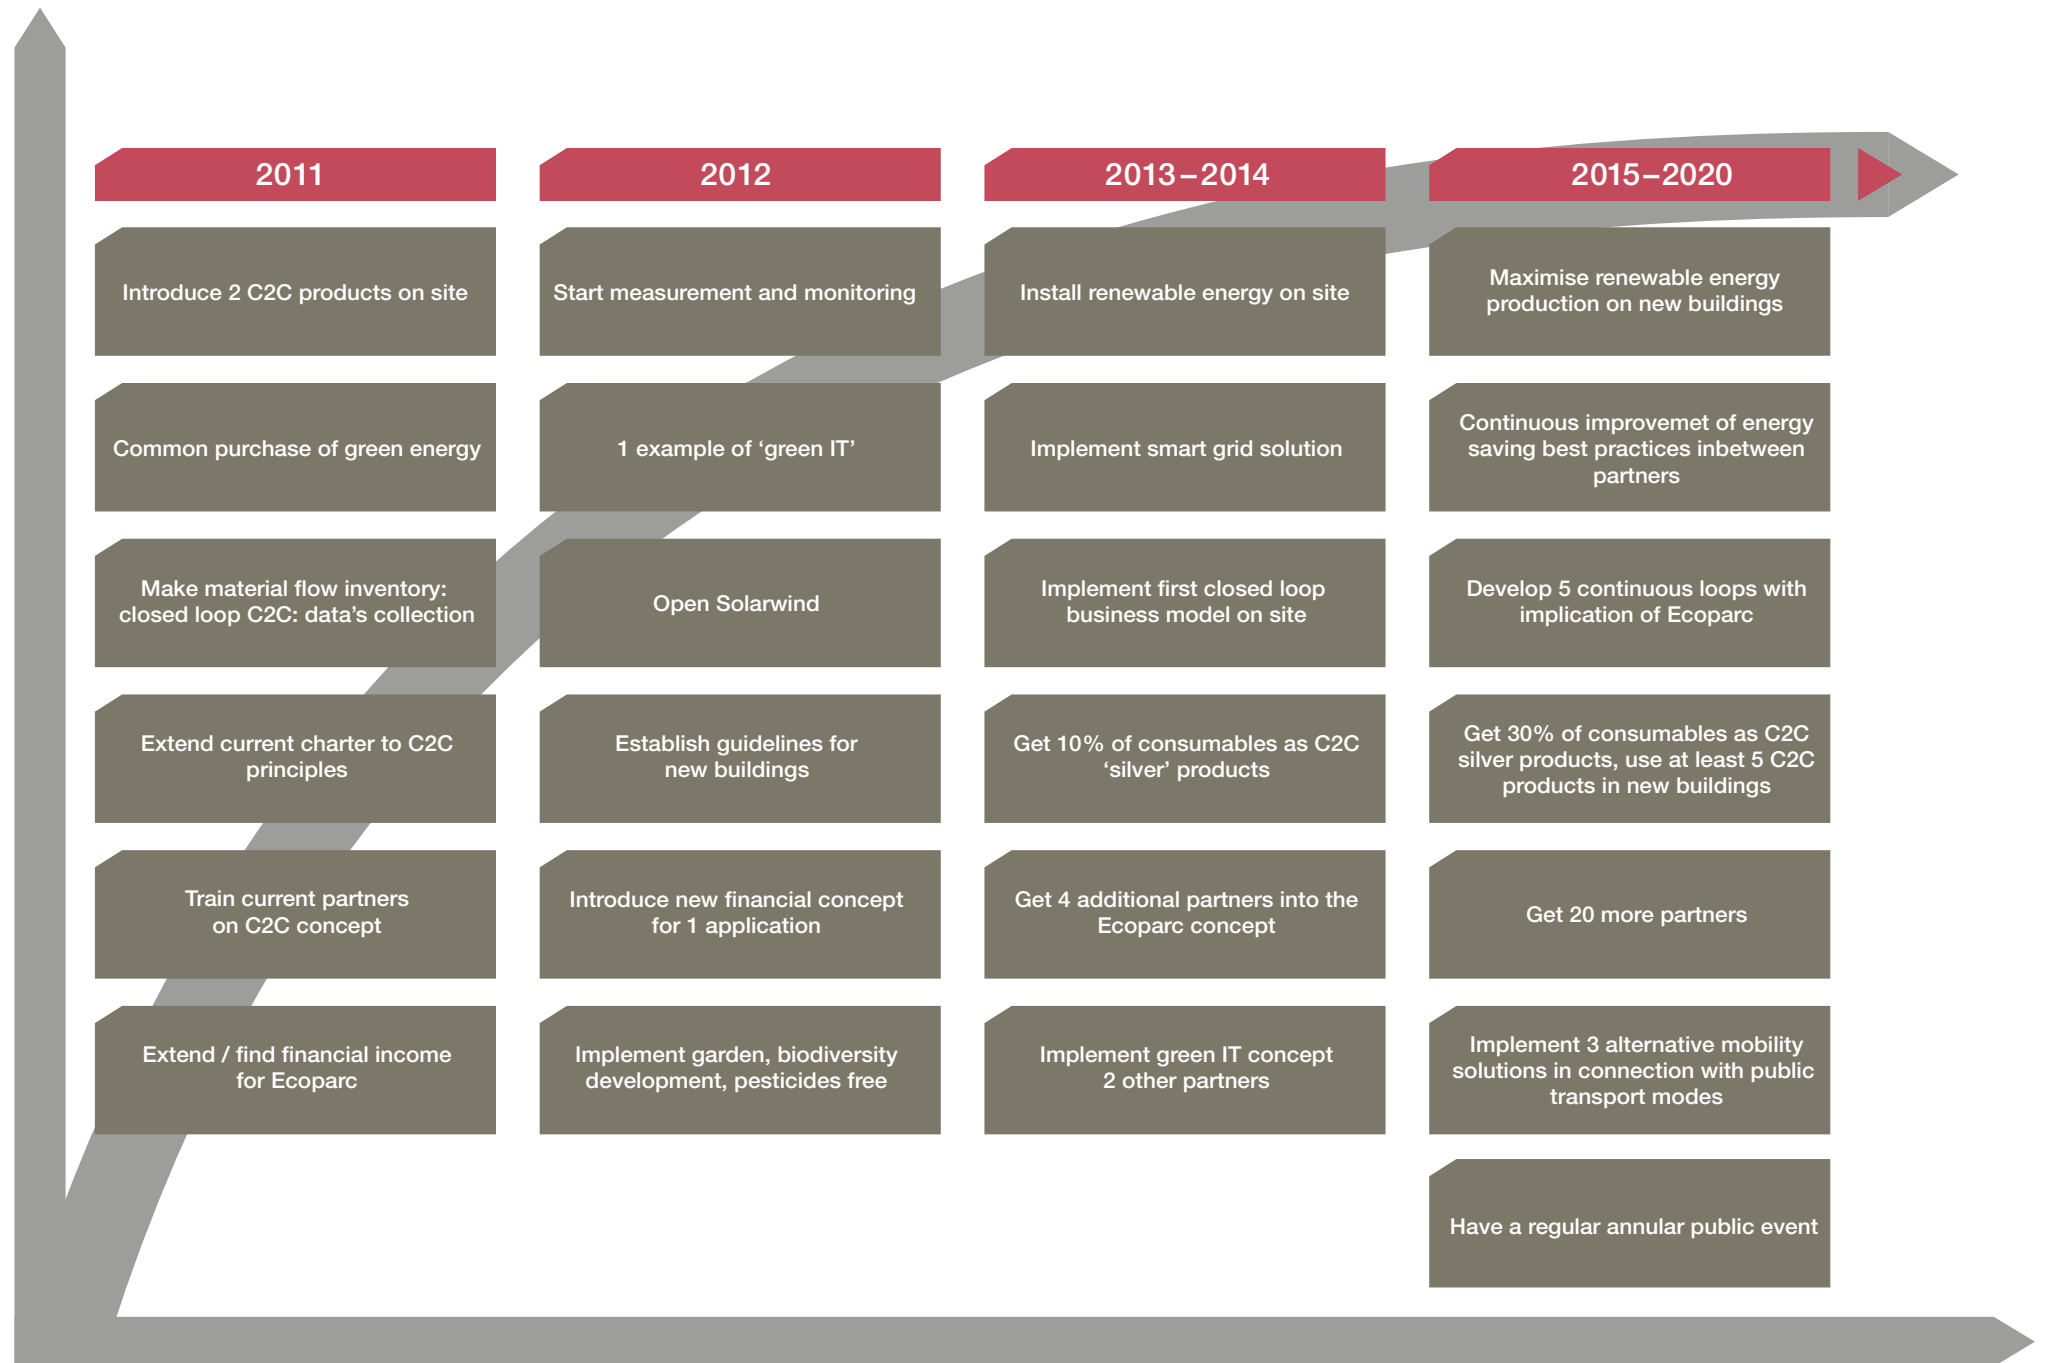 2011
Introduce 2 C2C products on site
Common purchase of green energy
Make material flow inventory:
closed loop C2C: data’s collection
Extend current charter to C2C
principles
Train current partners
on C2C concept
Extend / find financial income
for Ecoparc
2012
Start measurement and monitoring
1 example of ‘green IT’
Open Solarwind
Establish guidelines for
new buildings
Introduce new financial concept
for 1 application
Implement garden, biodiversity
development, pesticides free
2013–2014
Install renewable energy on site
Implement smart grid solution
Implement first closed loop
business model on site
Get 10% of consumables as C2C
‘silver’ products
Get 4 additional partners into the
Ecoparc concept
Implement green IT concept
2 other partners
2015–2020
Maximise renewable energy
production on new buildings
Continuous improvemet of energy
saving best practices inbetween
partners
Develop 5 continuous loops with
implication of Ecoparc
Get 30% of consumables as C2C
silver products, use at least 5 C2C
products in new buildings
Get 20 more partners
Implement 3 alternative mobility
solutions in connection with public
transport modes
Have a regular annular public event